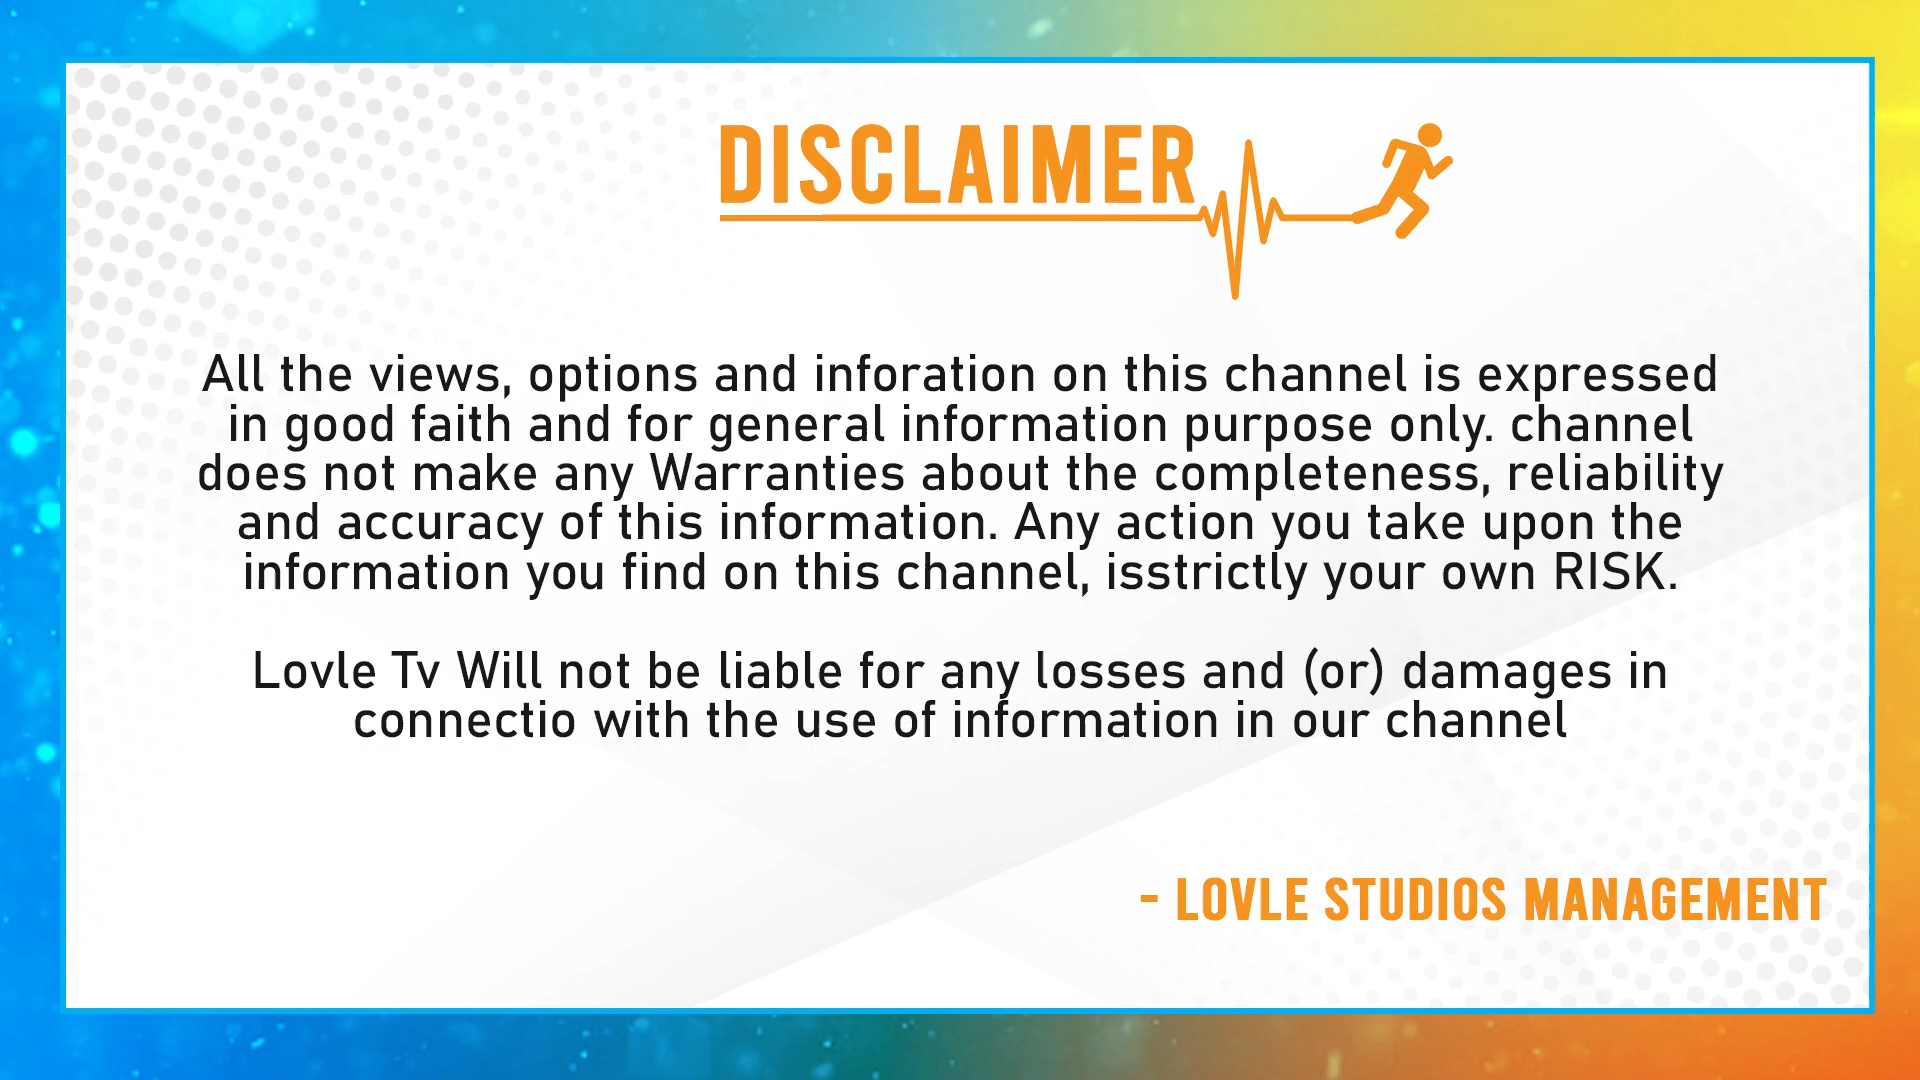 DISCLAIMER
All the views, options and inforation on this channel is expressed
in good faith and for general information purpose only. channel
does not make any Warranties about the completeness, reliability
and accuracy of this information. Any action you take upon the
information you find on this channel, isstrictly your own RISK.
Lovle Tv Will not be liable for any losses and (or) damages in
connectio with the use of information in our channel
- LOVLE STUDIOS MANAGEMENT